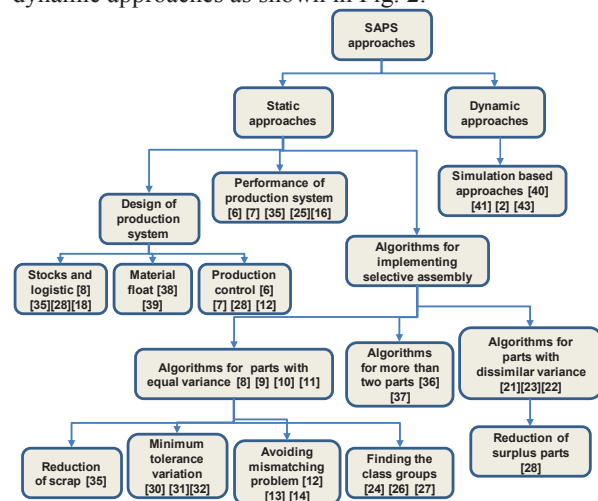 dynamic approaches as shown in Fig. 2.
SAPS
approaches
Static
approaches
Dynamic
approaches
Design of
production
system
Performance of
production system
[6] [7] [35] [25][16]
Simulation based
approaches [40]
[41] [2] [43]
Algorithms for
implementing
selective assembly
Stocks and
logistic [8]
[35][28][18]
Material
float [38]
[39]
Production
control [6]
[7] [28] [12]
Algorithms for parts with
equal variance [8] [9] [10] [11]
Algorithms
for more than
two parts [36]
[37]
Algorithms for
parts with
dissimilar variance
[21][23][22]
Reduction
of scrap [35]
Minimum
tolerance
variation
[30] [31][32]
Avoiding
mismatching
problem [12]
[13] [14]
Finding the
class groups
[24] [26] [27]
Reduction of
surplus parts
[28]